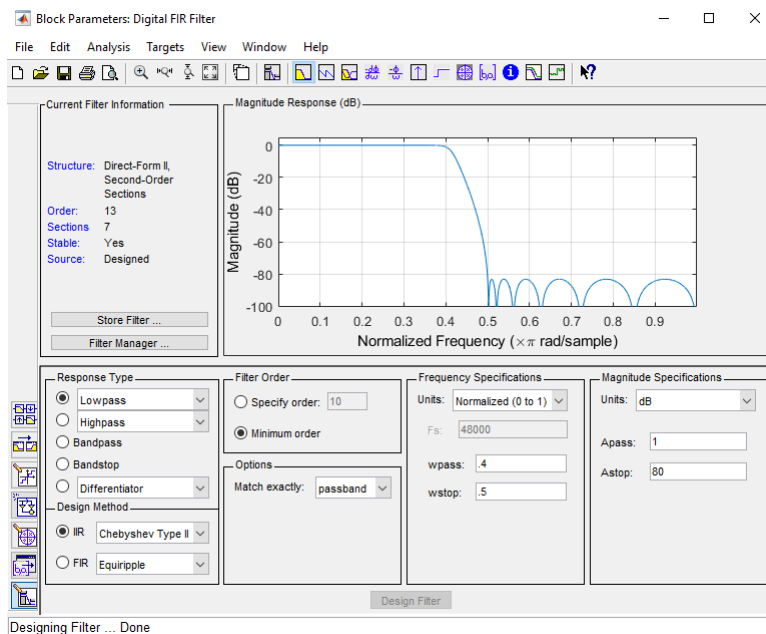 Block Parameters: Digital FIR Filter
File Edit Analysis Targets View Window Help
Current Filter Information
Structure: Direct-Form II,
Second-Order
Sections
Order: 13
Sections 7
Stable: Yes
Source: Designed
Store Filter ...
Filter Manager ...
Magnitude Response (dB)
Magnitude (dB)
0
-20
-40
-60
-80
-100
0 0.1 0.2 0.3 0.4 0.5 0.6 0.7 0.8 0.9
Normalized Frequency (×π rad/sample)
Response Type
Lowpass
Highpass
Bandpass
Bandstop
Differentiator
Design Method
IIR Chebyshev Type II
FIR Equiripple
Filter Order
Specify order: 10
Minimum order
Options
Match exactly: passband
Frequency Specifications
Units: Normalized (0 to 1)
Fs: 48000
wpass: .4
wstop: .5
Magnitude Specifications
Units: dB
Apass: 1
Astop: 80
Design Filter
Designing Filter ... Done